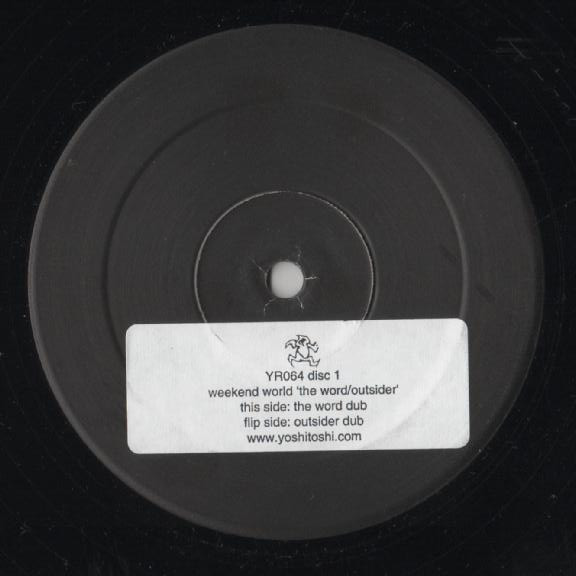 YR064 disc 1
weekend world 'the word/outsider'
this side: the word dub
flip side: outsider dub
www.yoshitoshi.com